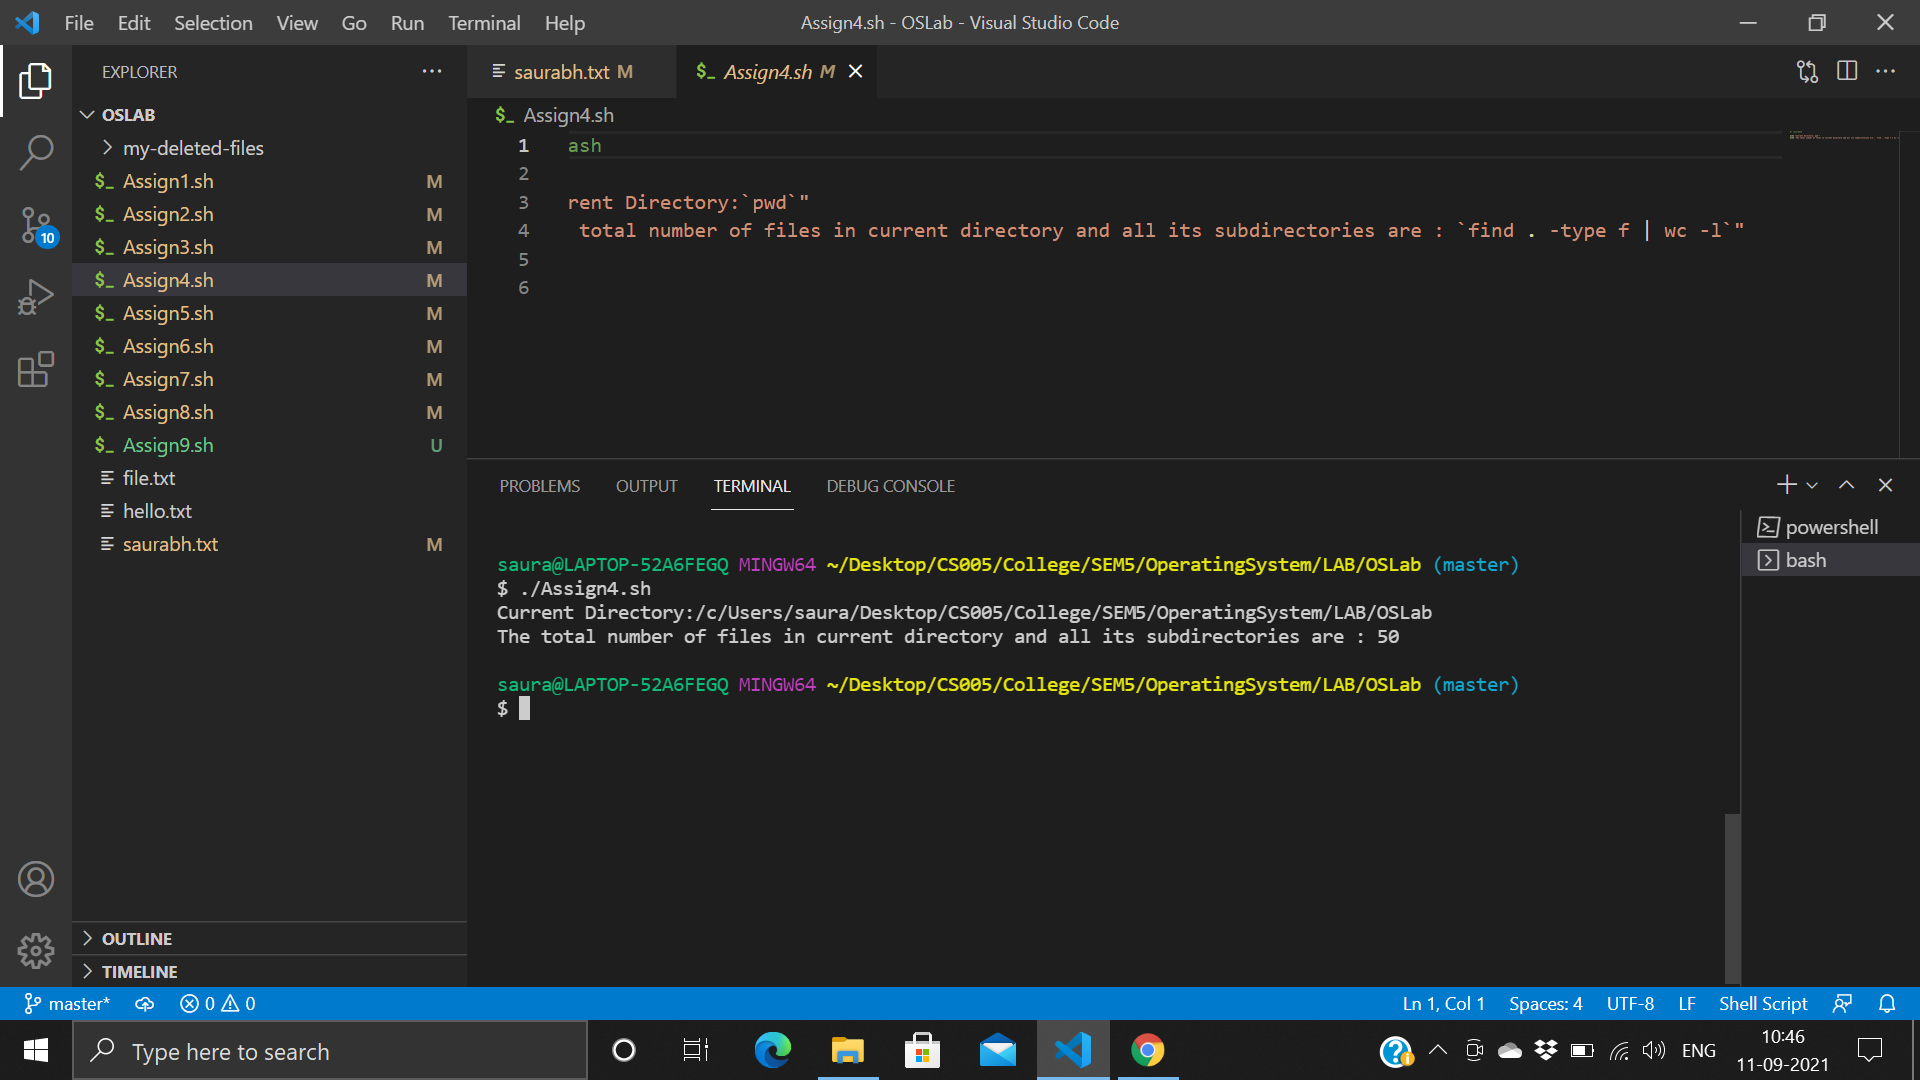 File Edit Selection View Go Run Terminal Help
Assign4.sh - OSLab - Visual Studio Code
EXPLORER
OSLAB
my-deleted-files
$_ Assign1.sh M
$_ Assign2.sh M
$_ Assign3.sh M
$_ Assign4.sh M
$_ Assign5.sh M
$_ Assign6.sh M
$_ Assign7.sh M
$_ Assign8.sh M
$_ Assign9.sh U
file.txt
hello.txt
saurabh.txt M
OUTLINE
TIMELINE
10
saurabh.txt M
$_ Assign4.sh M
$_ Assign4.sh
1 ash
2
3 rent Directory:`pwd`"
4 total number of files in current directory and all its subdirectories are : `find . -type f | wc -l`"
5
6
PROBLEMS OUTPUT TERMINAL DEBUG CONSOLE
powershell
bash
saura@LAPTOP-52A6FEGQ MINGW64 ~/Desktop/CS005/College/SEM5/OperatingSystem/LAB/OSLab (master)
$ ./Assign4.sh
Current Directory:/c/Users/saura/Desktop/CS005/College/SEM5/OperatingSystem/LAB/OSLab
The total number of files in current directory and all its subdirectories are : 50
saura@LAPTOP-52A6FEGQ MINGW64 ~/Desktop/CS005/College/SEM5/OperatingSystem/LAB/OSLab (master)
$
master* 0 0
Ln 1, Col 1 Spaces: 4 UTF-8 LF Shell Script
Type here to search
ENG
10:46
11-09-2021